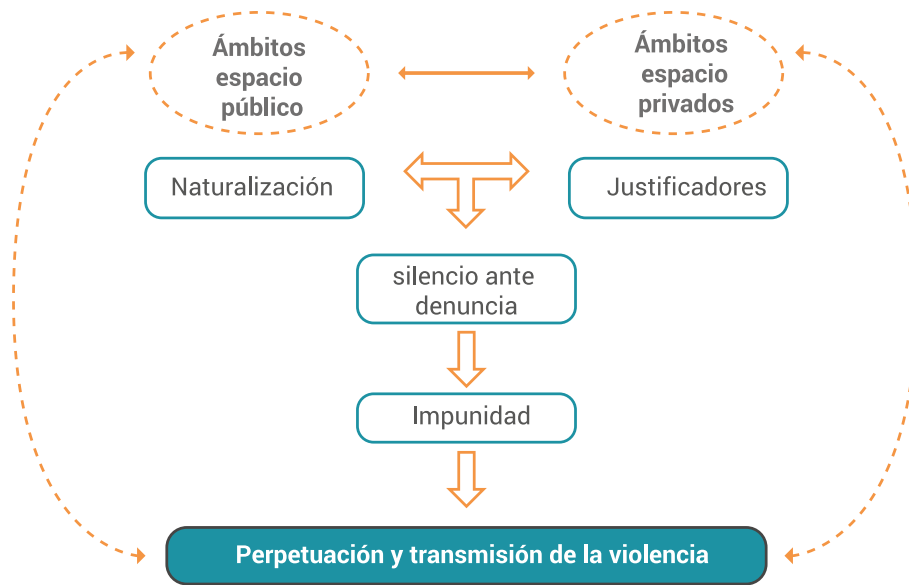 Ámbitos
espacio
público
Ámbitos
espacio
privados
Naturalización
Justificadores
silencio ante
denuncia
Impunidad
Perpetuación y transmisión de la violencia